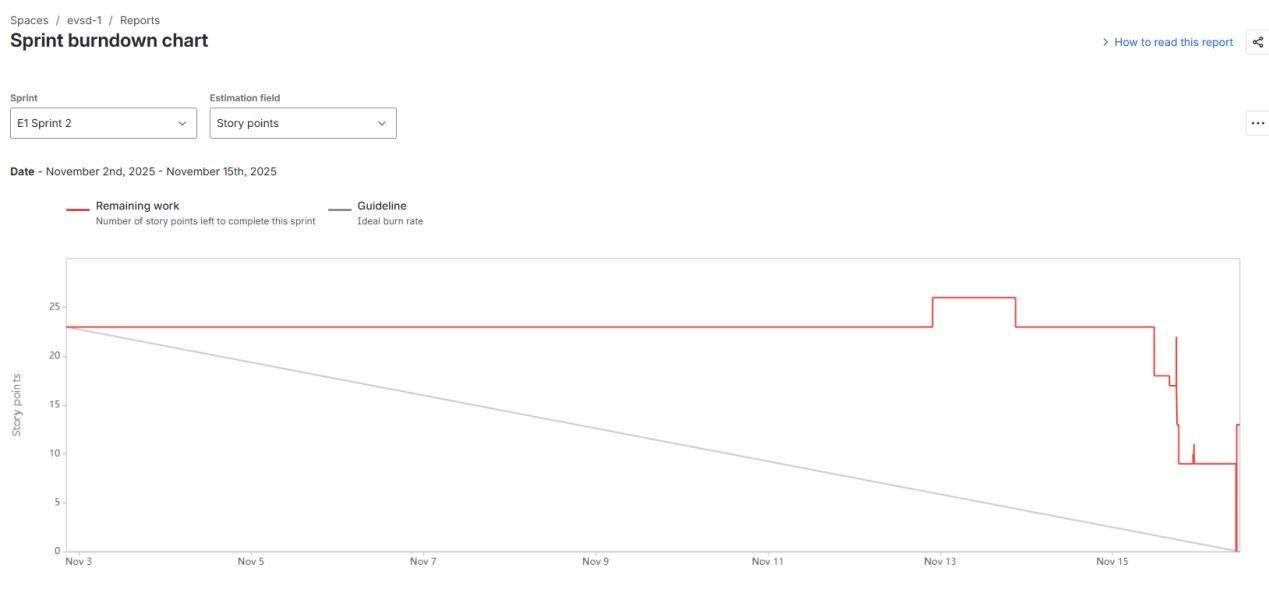 Spaces / evsd-1 / Reports
Sprint burndown chart
How to read this report
Sprint
Estimation field
E1 Sprint 2
Story points
Date - November 2nd, 2025 - November 15th, 2025
Remaining work
Number of story points left to complete this sprint
Guideline
Ideal burn rate
Story points
25
20
15
10
5
0
Nov 3
Nov 5
Nov 7
Nov 9
Nov 11
Nov 13
Nov 15